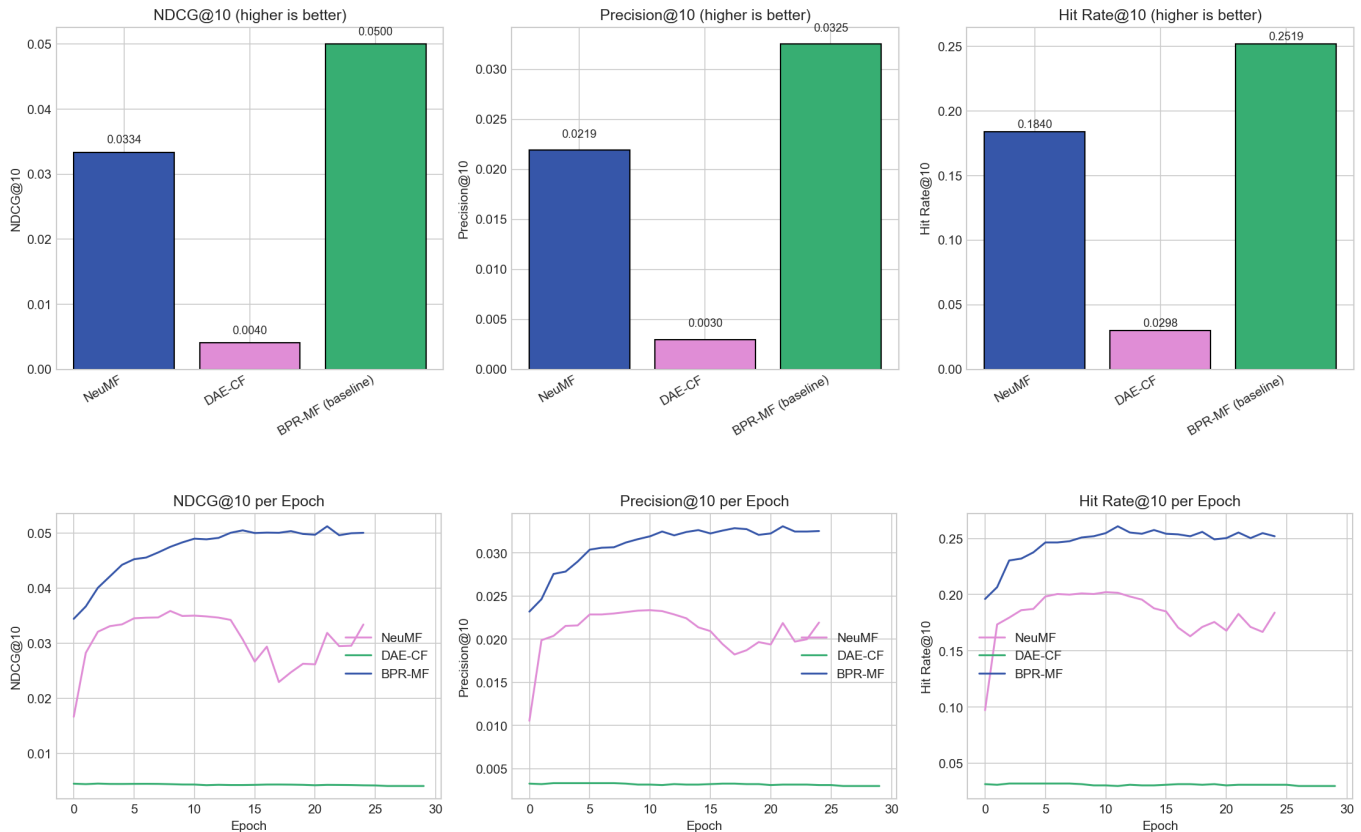 NDCG@10 (higher is better)
0.05
0.04
0.03
0.02
0.01
0.00
NDCG@10
0.0334
0.0040
0.0500
NeuMF
DAE-CF
BPR-MF (baseline)
Precision@10 (higher is better)
0.030
0.025
0.020
0.015
0.010
0.005
0.000
Precision@10
0.0219
0.0030
0.0325
NeuMF
DAE-CF
BPR-MF (baseline)
Hit Rate@10 (higher is better)
0.25
0.20
0.15
0.10
0.05
0.00
Hit Rate@10
0.1840
0.0298
0.2519
NeuMF
DAE-CF
BPR-MF (baseline)
NDCG@10 per Epoch
0.05
0.04
0.03
0.02
0.01
NDCG@10
NeuMF
DAE-CF
BPR-MF
0 5 10 15 20 25 30
Epoch
Precision@10 per Epoch
0.030
0.025
0.020
0.015
0.010
0.005
Precision@10
NeuMF
DAE-CF
BPR-MF
0 5 10 15 20 25 30
Epoch
Hit Rate@10 per Epoch
0.25
0.20
0.15
0.10
0.05
Hit Rate@10
NeuMF
DAE-CF
BPR-MF
0 5 10 15 20 25 30
Epoch